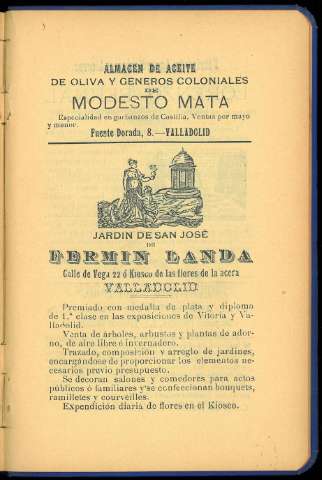 ALMACEN DE ACEITE
DE OLIVA Y GENEROS COLONIALES
DE
MODESTO MATA
Especialidad en garbanzos de Castilla. Ventas por mayo
y menor.
Fuente Dorada, 8.—VALLADOLID
JARDIN DE SAN JOSÉ
DE
FERMIN LANDA
Calle de Vega 22 ó Kiosco de las flores de la acera
VALLADOLID
Premiado con medalla de plata y diploma
de 1.ª clase en las exposiciones de Vitoria y Va-
lladolid.
Venta de árboles, arbustos y plantas de ador-
no, de aire libre ó invernadero.
Trazado, composición y arreglo de jardines,
encargándose de proporcionar los elementos ne-
cesarios previo presupuesto.
Se decoran salones y comedores para actos
públicos ó familiares y se confeccionan bouquets,
ramilletes y courveilles.
Expendición diaria de flores en el Kiosco.